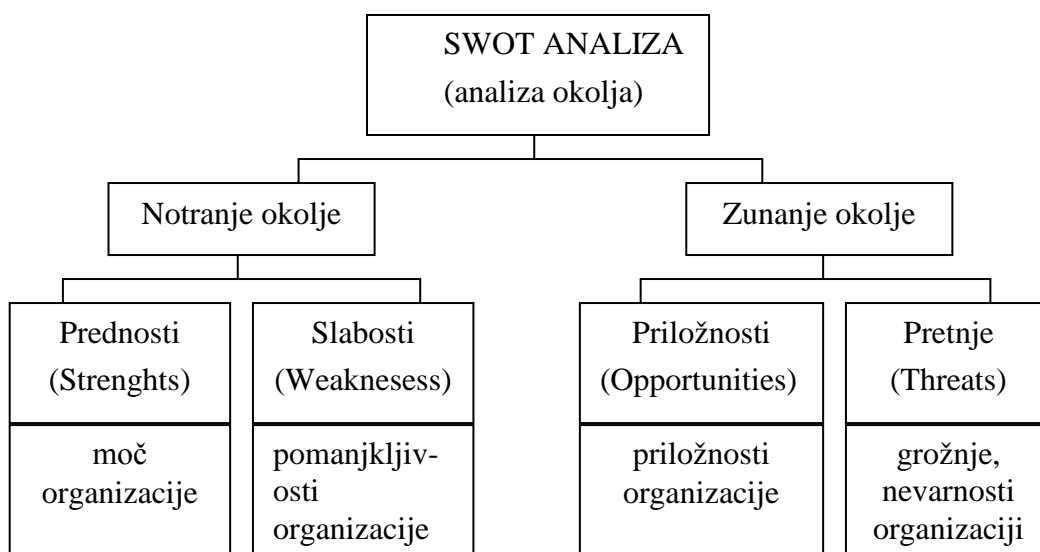 SWOT ANALIZA
(analiza okolja)
Notranje okolje
Zunanje okolje
Prednosti
(Strenghts)
moč
organizacije
Slabosti
(Weaknesess)
pomanjkljiv-
osti
organizacije
Priložnosti
(Opportunities)
priložnosti
organizacije
Pretnje
(Threats)
grožnje,
nevarnosti
organizaciji